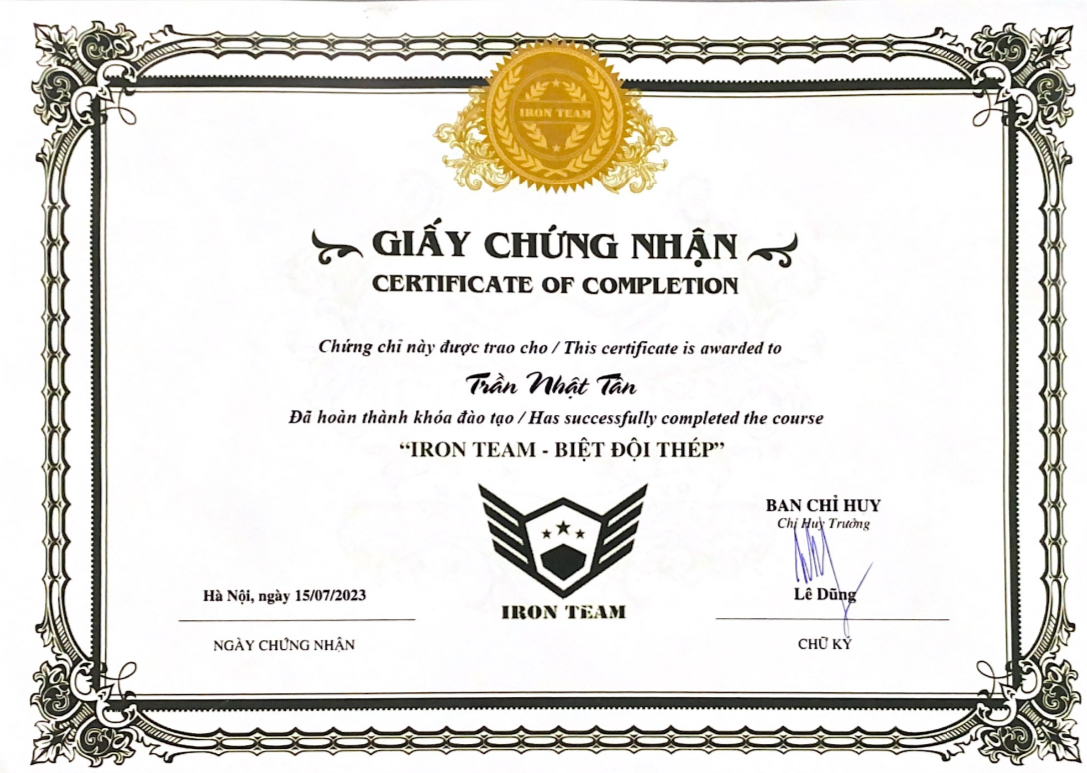 IRON TEAM
GIẤY CHỨNG NHẬN
CERTIFICATE OF COMPLETION
Chứng chỉ này được trao cho / This certificate is awarded to
Trần Nhật Tân
Đã hoàn thành khóa đào tạo / Has successfully completed the course
“IRON TEAM - BIỆT ĐỘI THÉP”
BAN CHỈ HUY
Chỉ Huy Trưởng
Lê Dũng
Hà Nội, ngày 15/07/2023
IRON TEAM
NGÀY CHỨNG NHẬN
CHỮ KÝ